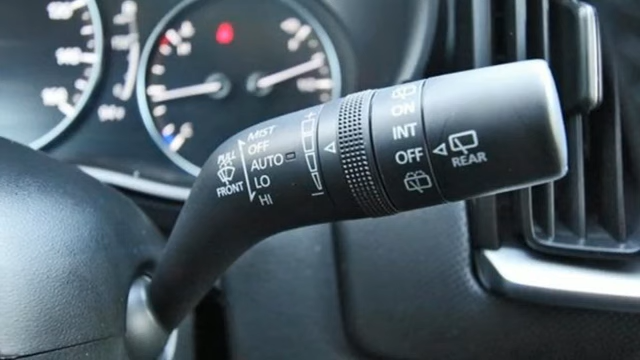 MIST
OFF
AUTO
LO
HI
PULL
FRONT
ON
INT
OFF
REAR